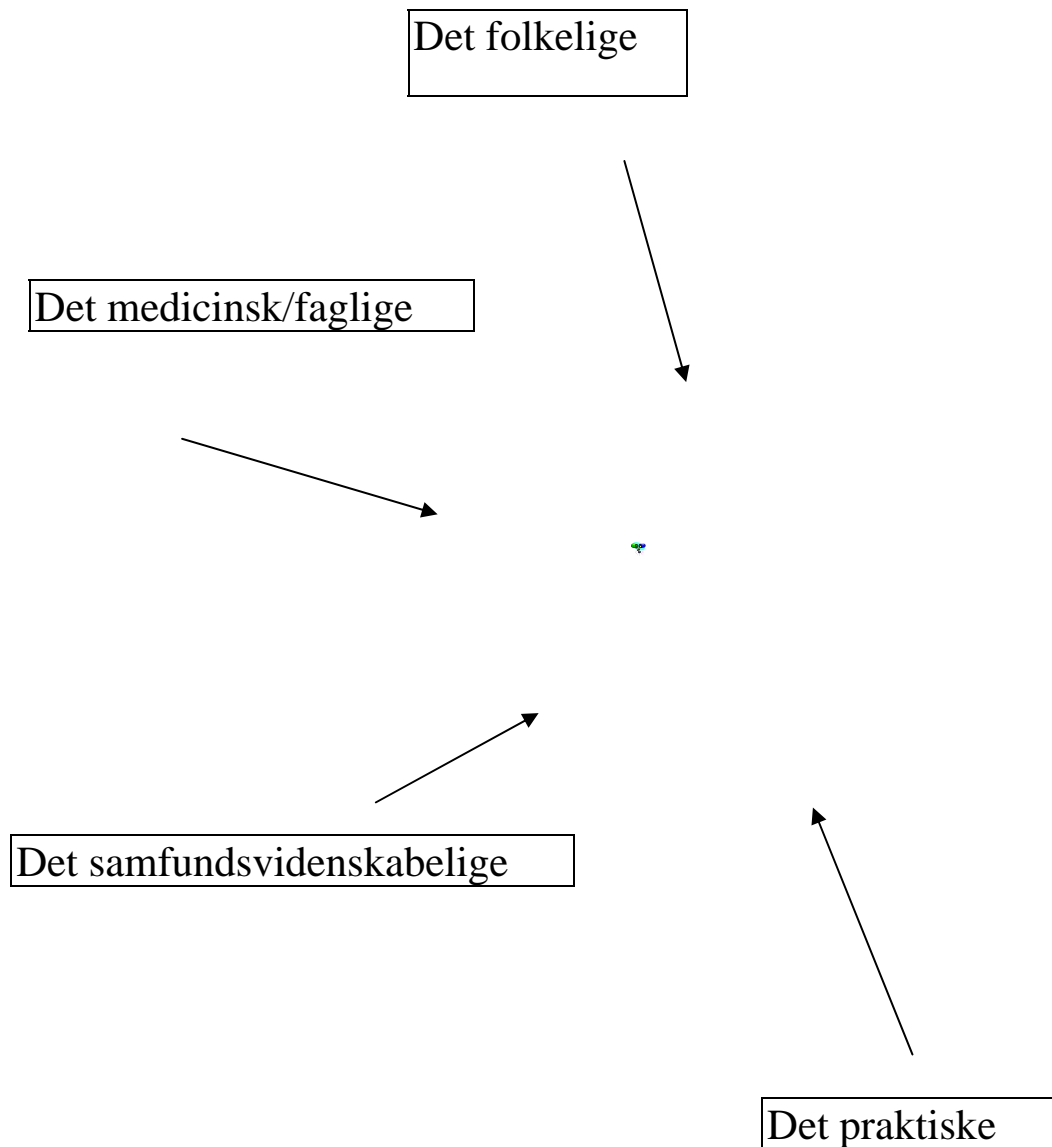 Det folkelige
Det medicinsk/faglige
Det samfundsvidenskabelige
Det praktiske